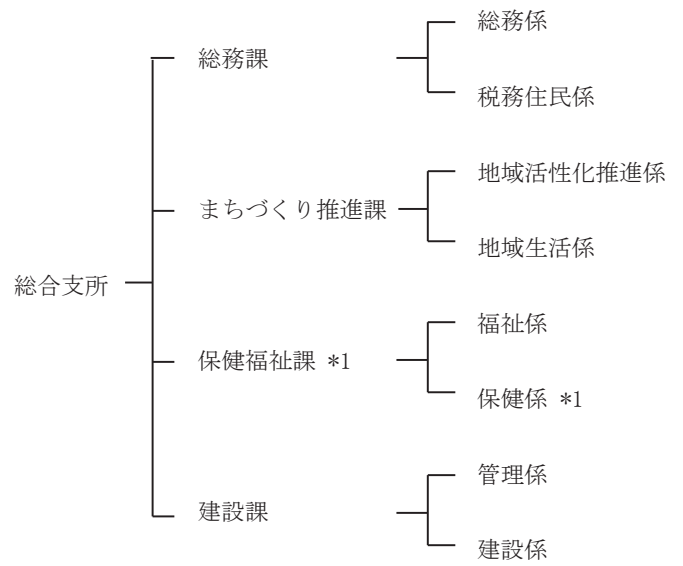 総合支所
総務課
総務係
税務住民係
まちづくり推進課
地域活性化推進係
地域生活係
保健福祉課 *1
福祉係
保健係 *1
建設課
管理係
建設係